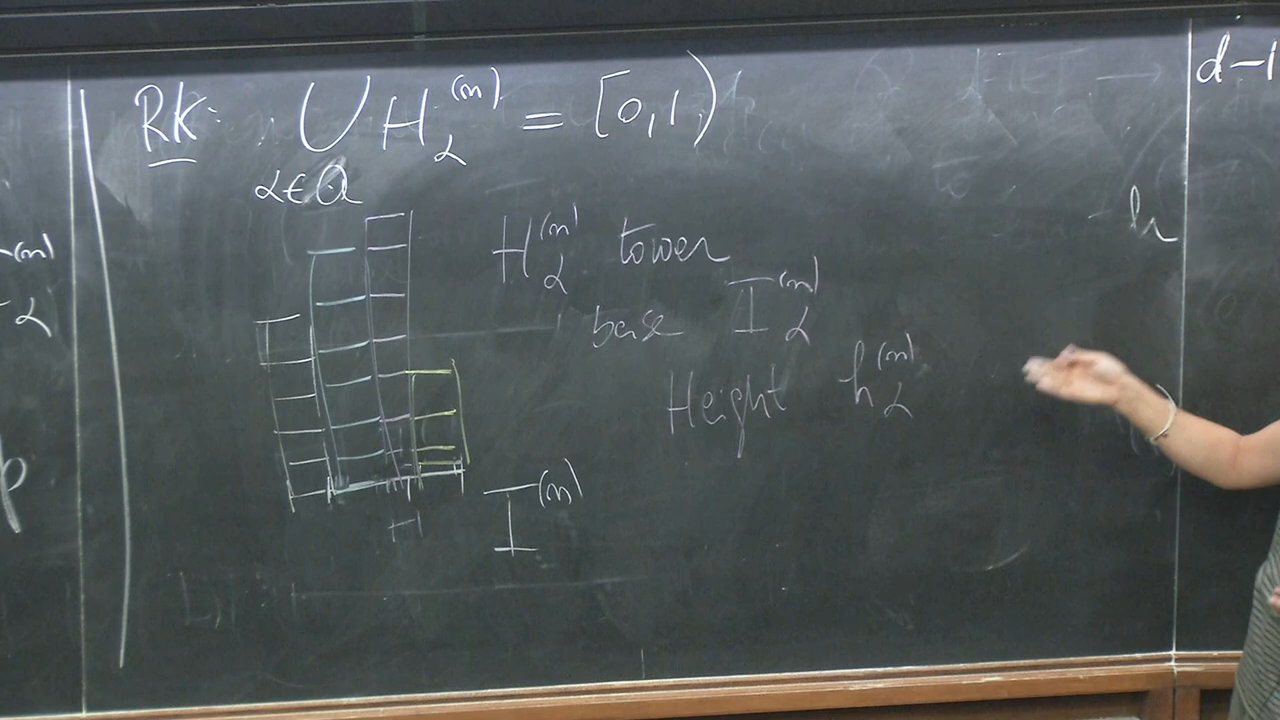 RK: ⋃ H_α^(n) = [0,1)
α∈Q
H_α^(n) tower
base I_α^(n)
Height h_α^(n)
I^(n)
d-1